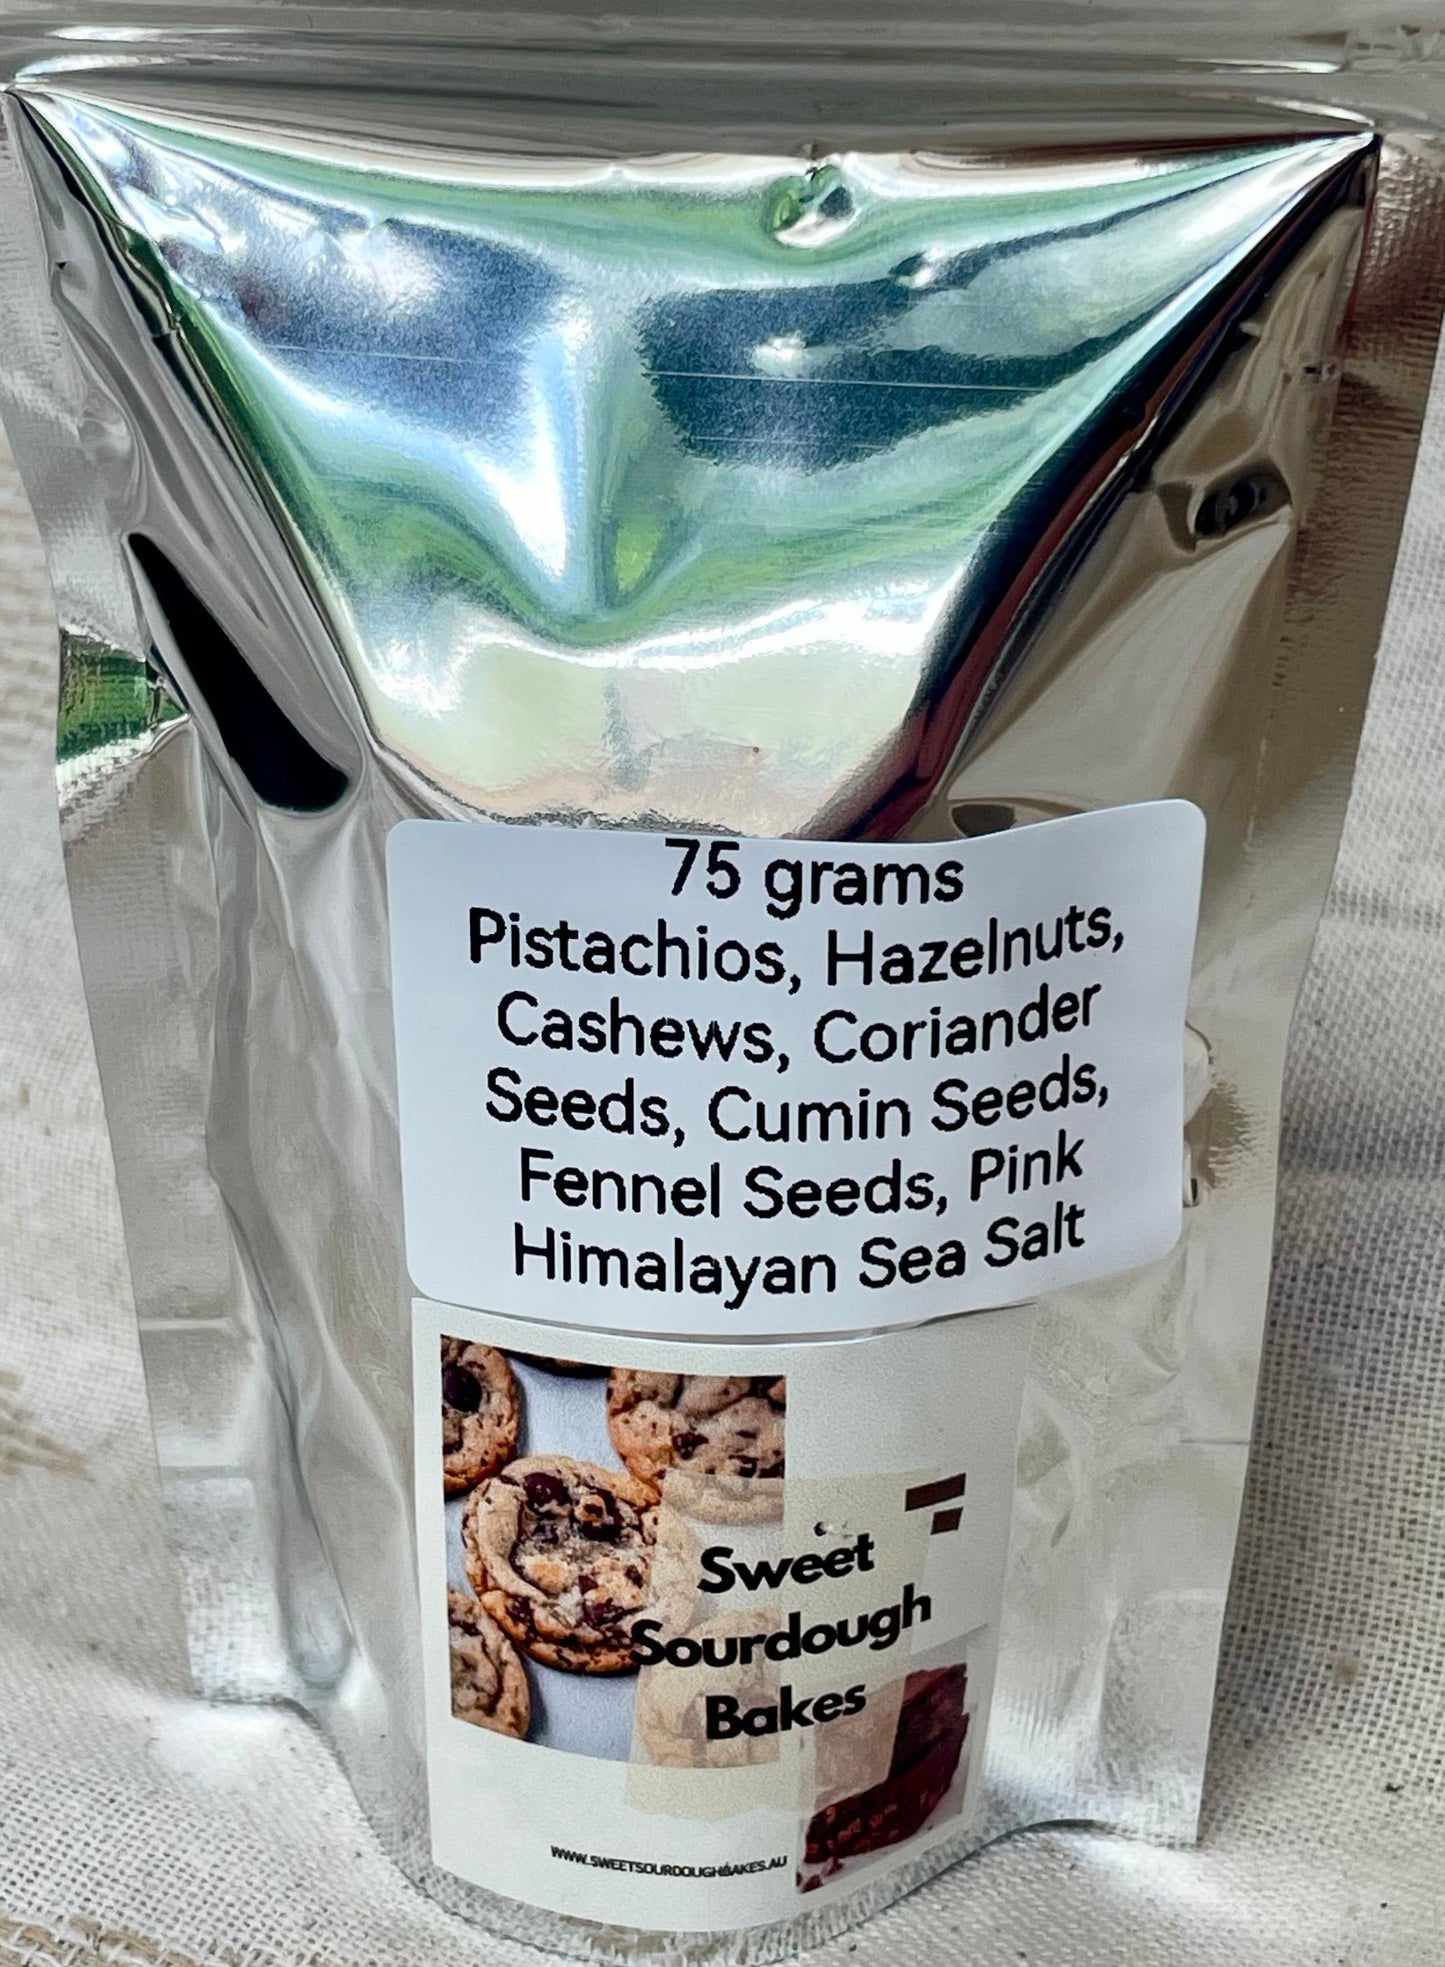 75 grams
Pistachios, Hazelnuts,
Cashews, Coriander
Seeds, Cumin Seeds,
Fennel Seeds, Pink
Himalayan Sea Salt
Sweet
Sourdough
Bakes
WWW.SWEETSOURDOUGHBAKES.AU